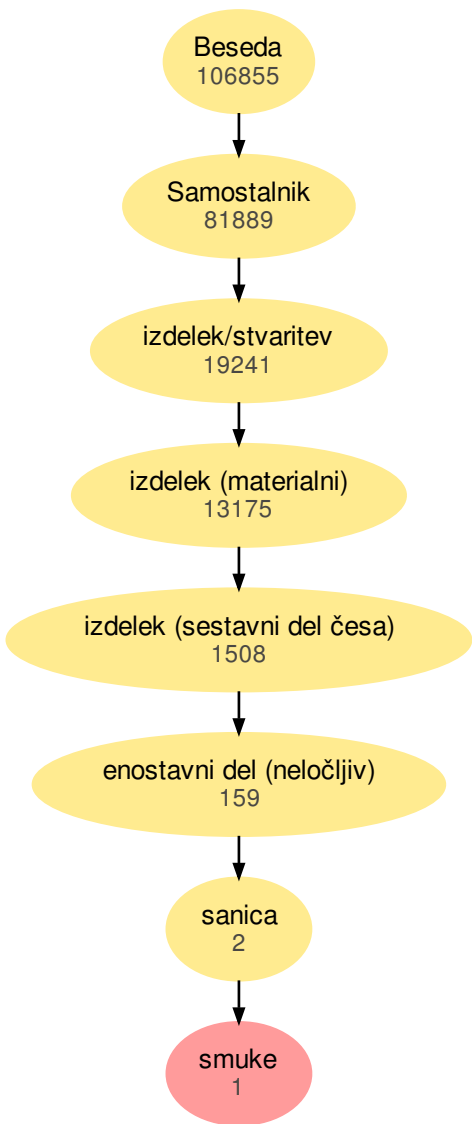 Beseda
106855
Samostalnik
81889
izdelek/stvaritev
19241
izdelek (materialni)
13175
izdelek (sestavni del česa)
1508
enostavni del (neločljiv)
159
sanica
2
smuke
1